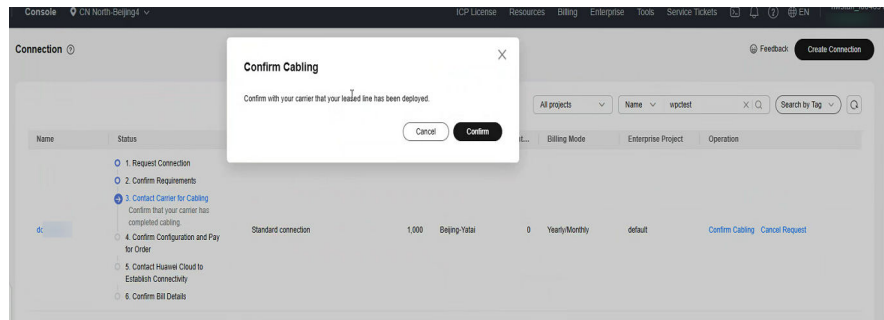 Console CN North-Beijing4 ICP License Resources Billing Enterprise Tools Service Tickets EN
Connection Feedback Create Connection
Confirm Cabling
Confirm with your carrier that your leased line has been deployed.
Cancel Confirm
All projects Name wpctest Search by Tag
Name Status Billing Mode Enterprise Project Operation
1. Request Connection
2. Confirm Requirements
3. Contact Carrier for Cabling
Confirm that your carrier has
completed cabling.
dc Standard connection 1,000 Beijing-Yatai 0 Yearly/Monthly default Confirm Cabling Cancel Request
4. Confirm Configuration and Pay
for Order
5. Contact Huawei Cloud to
Establish Connectivity
6. Confirm Bill Details